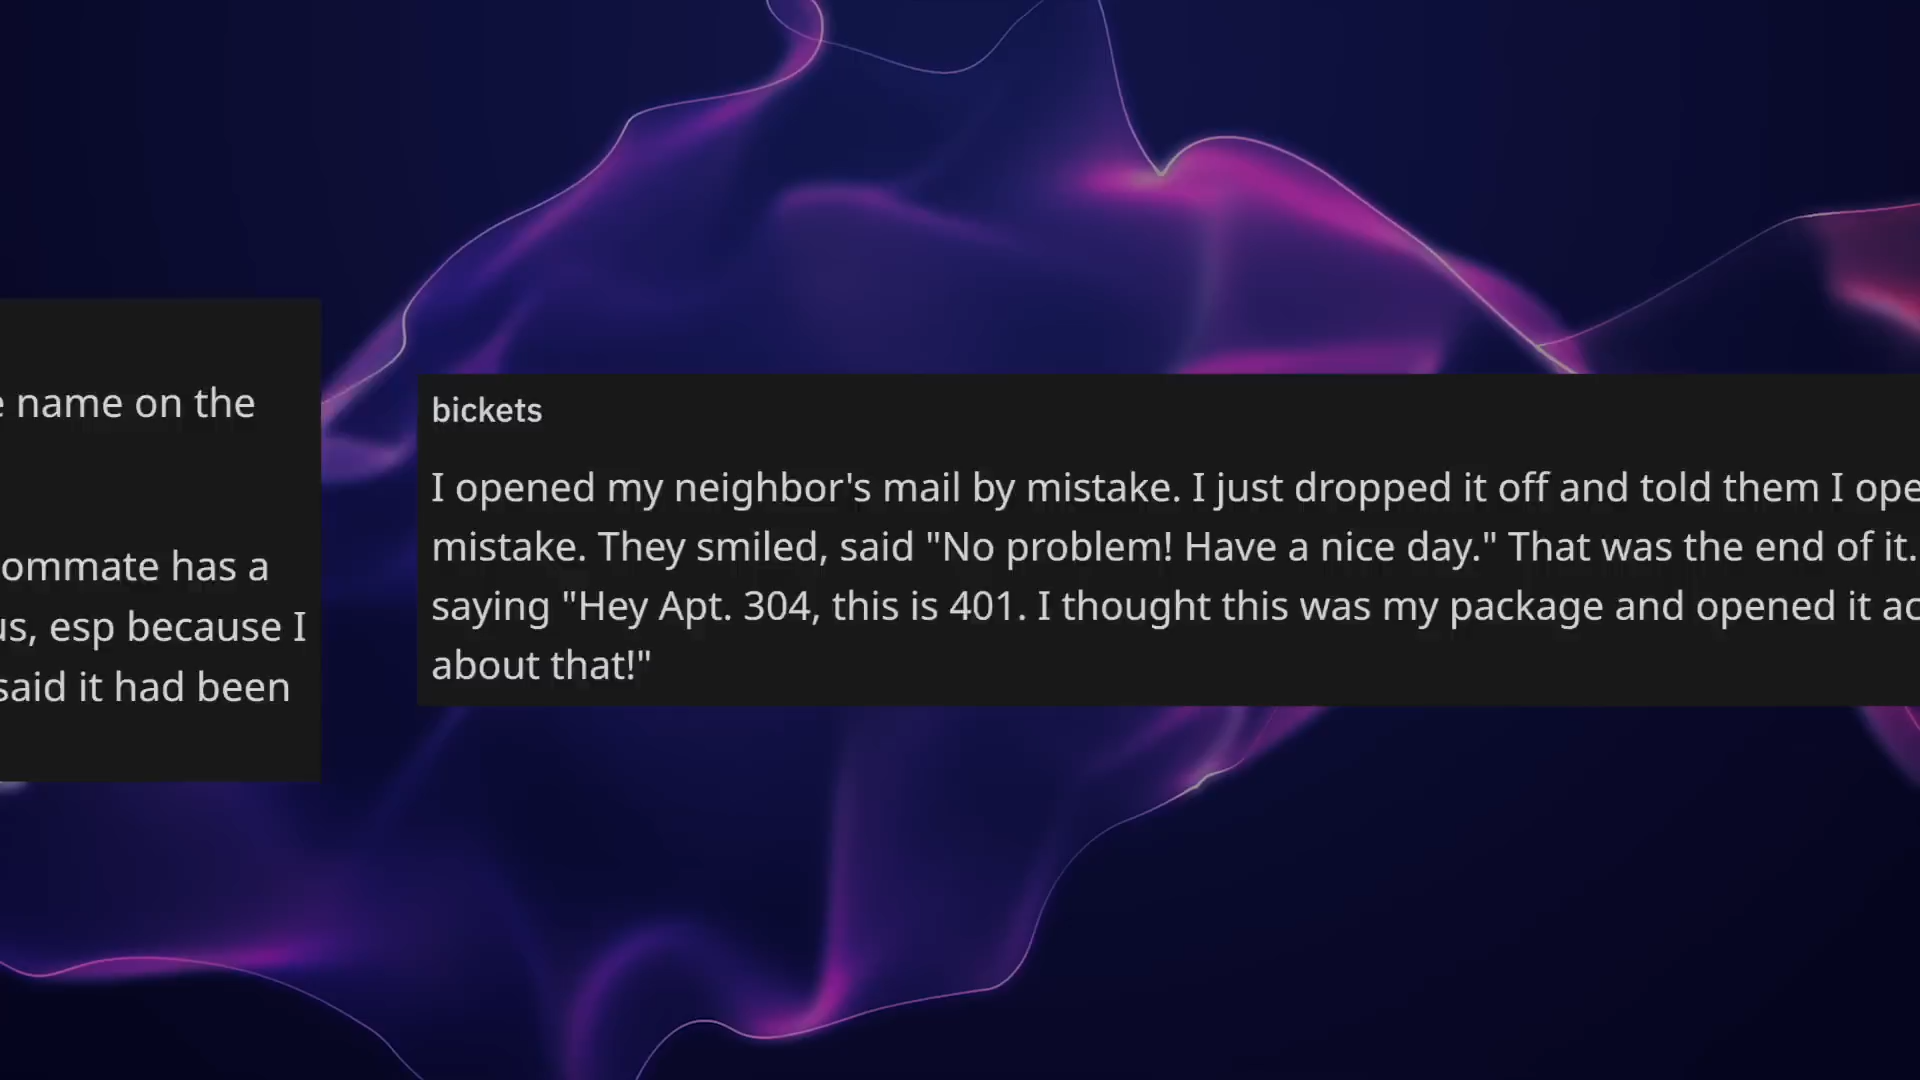 name on the
ommate has a
us, esp because I
said it had been
bickets
I opened my neighbor's mail by mistake. I just dropped it off and told them I ope
mistake. They smiled, said "No problem! Have a nice day." That was the end of it.
saying "Hey Apt. 304, this is 401. I thought this was my package and opened it ac
about that!"